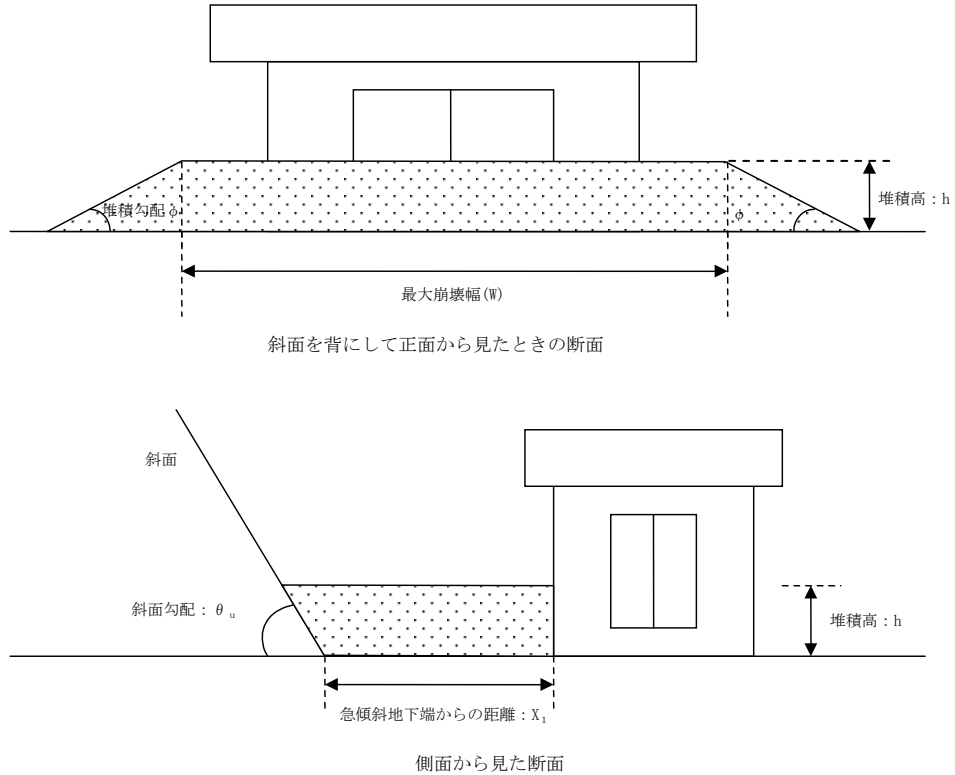 堆積勾配φ
φ
堆積高：h
最大崩壊幅(W)
斜面を背にして正面から見たときの断面
斜面
斜面勾配：θu
堆積高：h
急傾斜地下端からの距離：X1
側面から見た断面